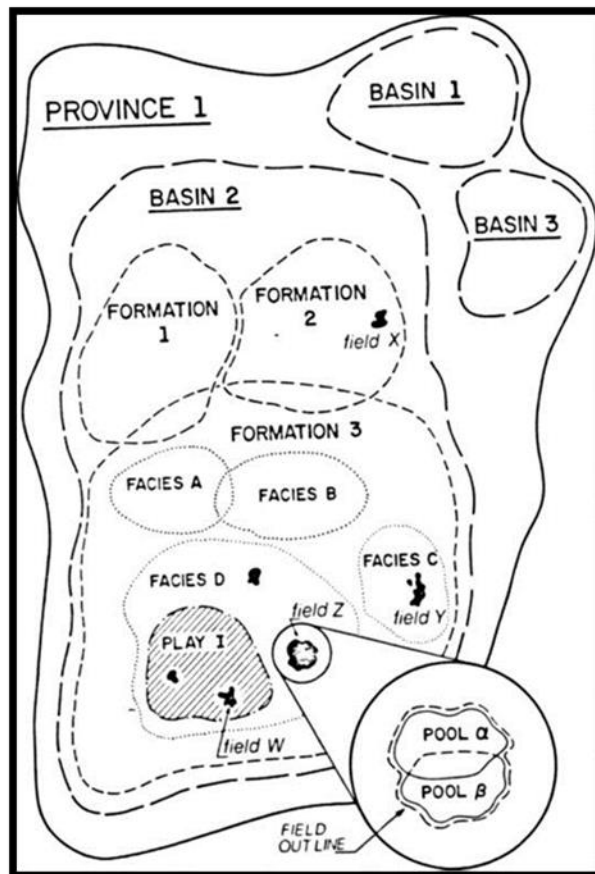 PROVINCE 1
BASIN 1
BASIN 2
BASIN 3
FORMATION
1
FORMATION
2
field X
FORMATION 3
FACIES A
FACIES B
FACIES D
FACIES C
field Z
field Y
PLAY I
field W
POOL α
POOL β
FIELD
OUTLINE